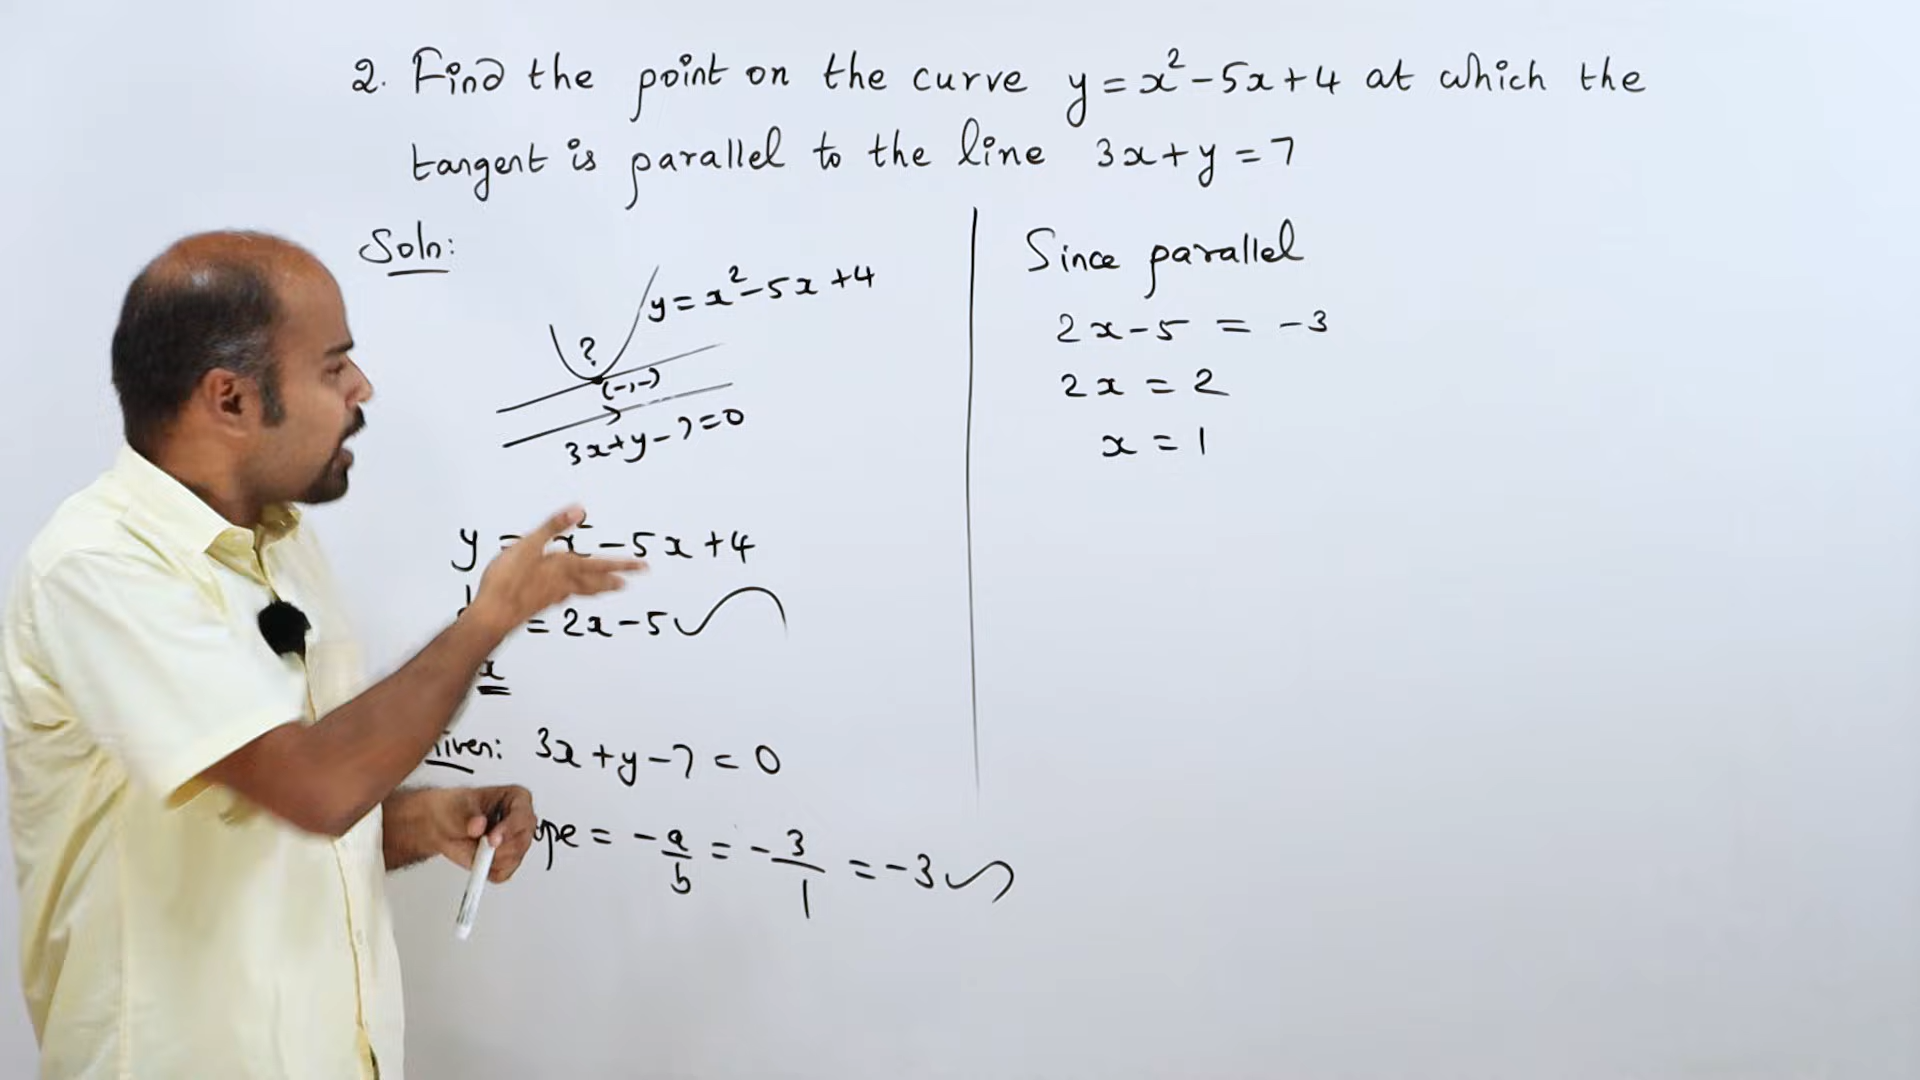 2. Find the point on the curve y = x² - 5x + 4 at which the
tangent is parallel to the line 3x + y = 7
Soln:
y = x² - 5x + 4
?
(-,-)
3x + y - 7 = 0
y = x² - 5x + 4
= 2x - 5
x
3x + y - 7 = 0
= -a/b = -3/1 = -3
Since parallel
2x - 5 = -3
2x = 2
x = 1